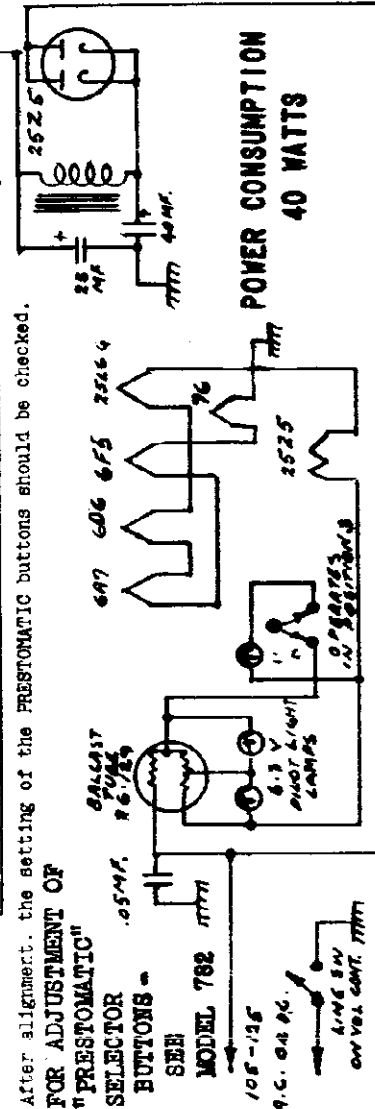 After alignment. the setting of the PRESTOMATIC buttons should be checked.
FOR ADJUSTMENT OF
"PRESTOMATIC"
SELECTOR
BUTTONS -
SEE
MODEL 782
25Z5
+
25
MF
+
40MF.
POWER CONSUMPTION
40 WATTS
6A7
6D6
6F5
25L6G
76
25Z5
BALLAST
TUBE
.05MF.
6.3 V
PILOT LIGHT
LAMPS
OPERATES
IN POSITION
105-125
A.C. OR D.C.
LINE SW
ON VOL CONT.